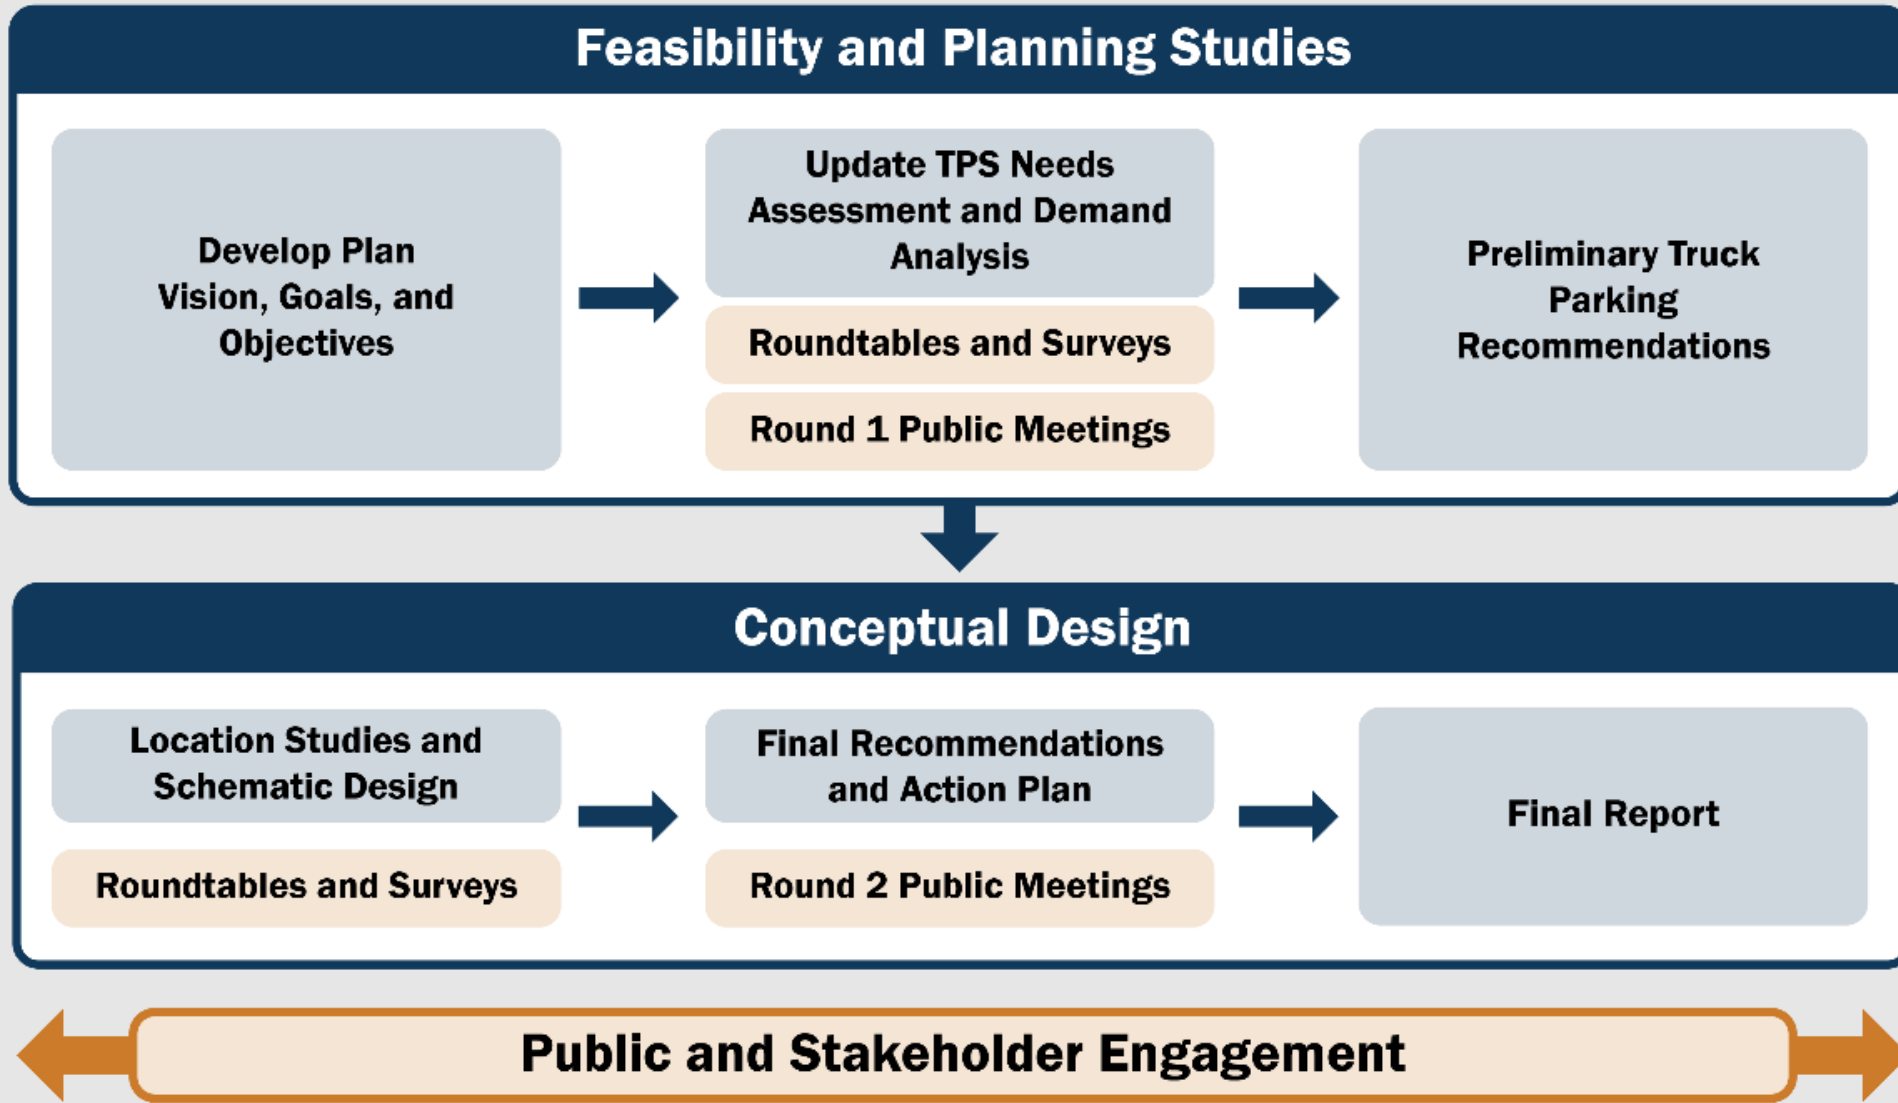 Feasibility and Planning Studies
Develop Plan
Vision, Goals, and
Objectives
Update TPS Needs
Assessment and Demand
Analysis
Roundtables and Surveys
Round 1 Public Meetings
Preliminary Truck
Parking
Recommendations
Conceptual Design
Location Studies and
Schematic Design
Roundtables and Surveys
Final Recommendations
and Action Plan
Round 2 Public Meetings
Final Report
Public and Stakeholder Engagement